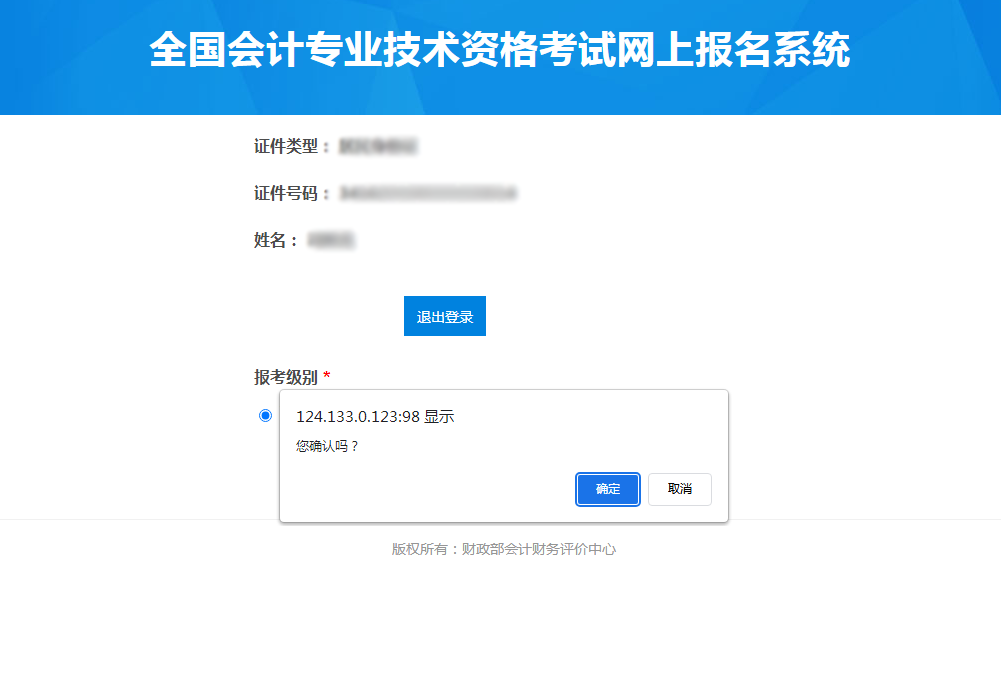 全国会计专业技术资格考试网上报名系统
证件类型：
证件号码：
姓名：
退出登录
报考级别 *
124.133.0.123:98 显示
您确认吗？
确定
取消
版权所有：财政部会计财务评价中心